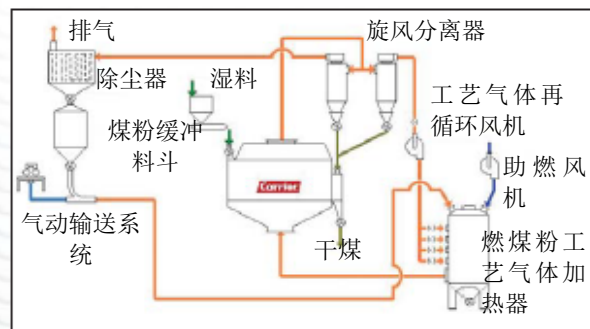 排气
旋风分离器
除尘器
湿料
工艺气体再
循环风机
煤粉缓冲
料斗
助燃风
机
Carrier
气动输送系
统
干煤
燃煤粉工
艺气体加
热器